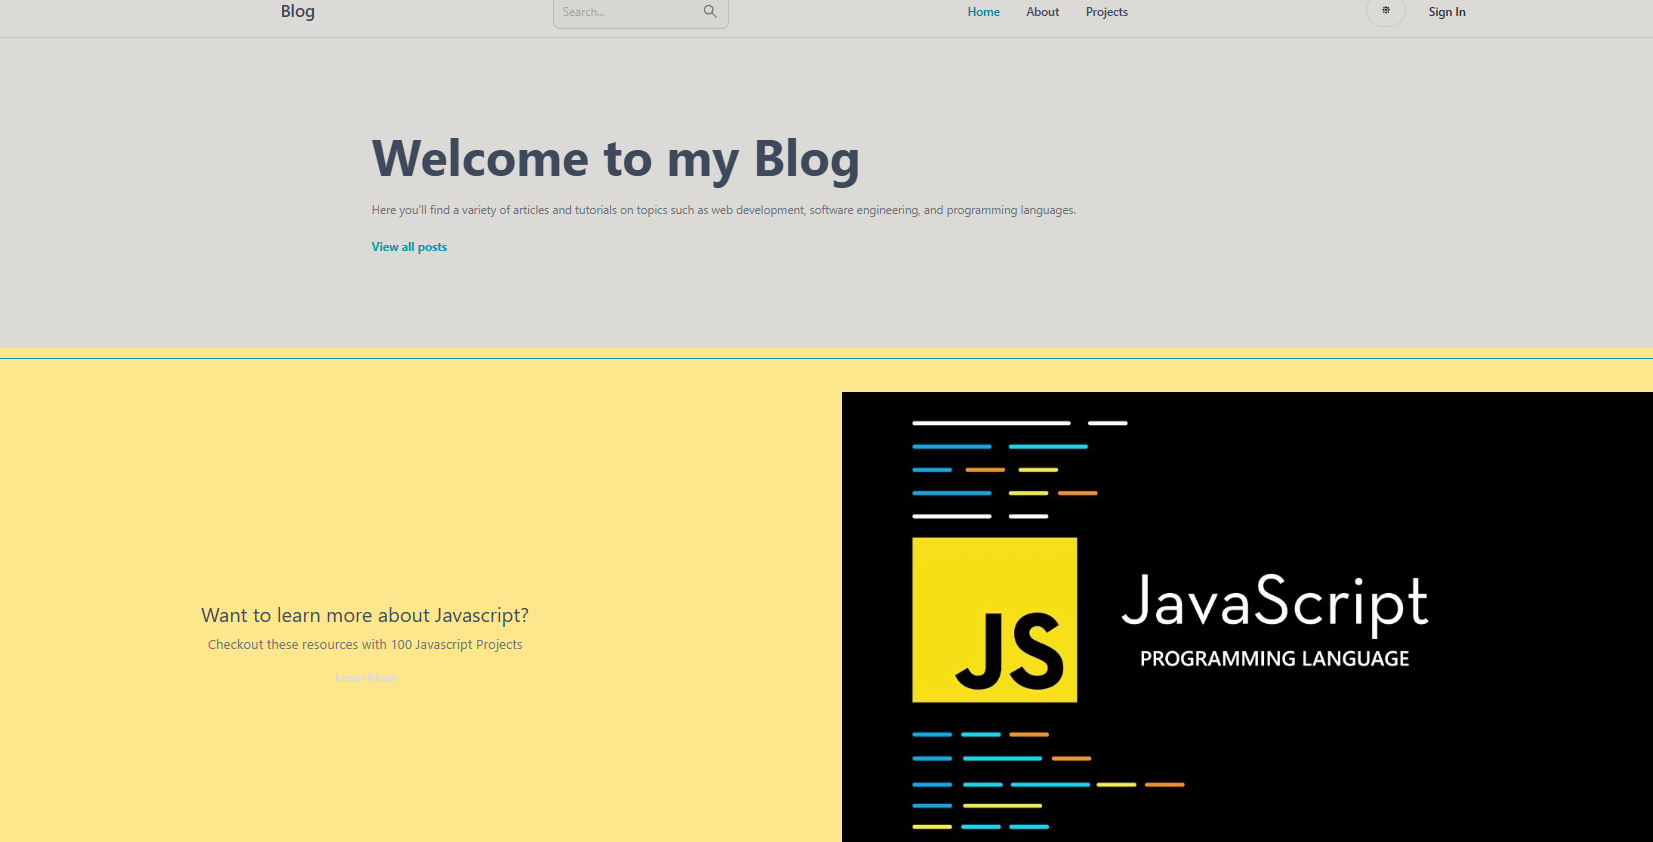 Blog
Search...
Home
About
Projects
Sign In
Welcome to my Blog
Here you'll find a variety of articles and tutorials on topics such as web development, software engineering, and programming languages.
View all posts
Want to learn more about Javascript?
Checkout these resources with 100 Javascript Projects
Learn More
JS
JavaScript
PROGRAMMING LANGUAGE